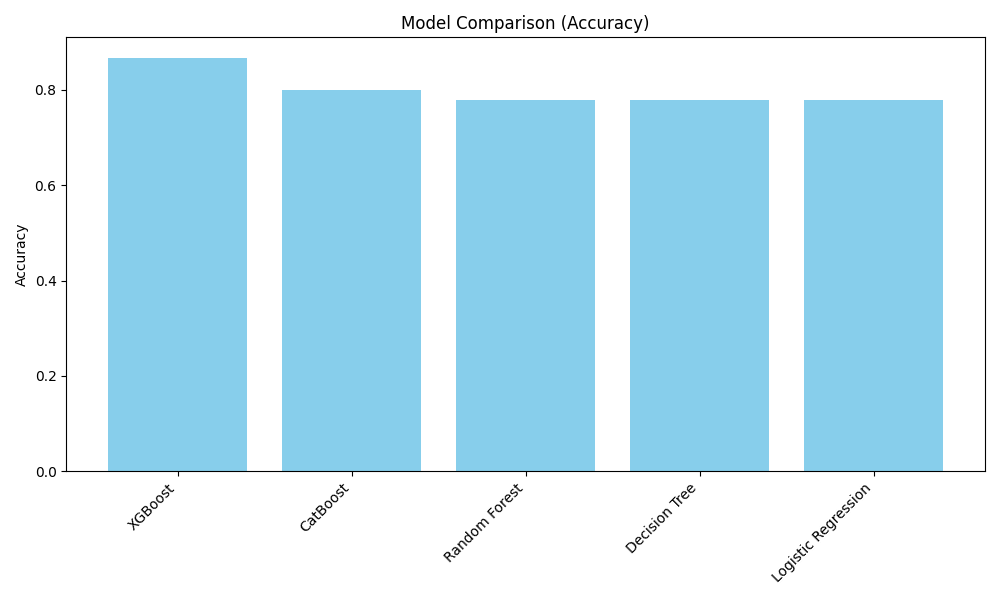 Model Comparison (Accuracy)
Accuracy
0.8
0.6
0.4
0.2
0.0
XGBoost
CatBoost
Random Forest
Decision Tree
Logistic Regression